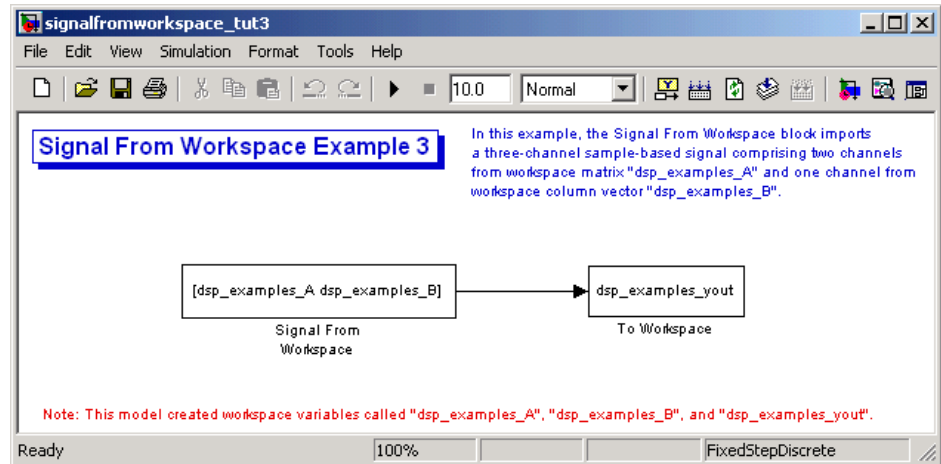 signalfromworkspace_tut3
File Edit View Simulation Format Tools Help
10.0 Normal
Signal From Workspace Example 3
In this example, the Signal From Workspace block imports
a three-channel sample-based signal comprising two channels
from workspace matrix "dsp_examples_A" and one channel from
workspace column vector "dsp_examples_B".
[dsp_examples_A dsp_examples_B]
dsp_examples_yout
Signal From
Workspace
To Workspace
Note: This model created workspace variables called "dsp_examples_A", "dsp_examples_B", and "dsp_examples_yout".
Ready 100% FixedStepDiscrete